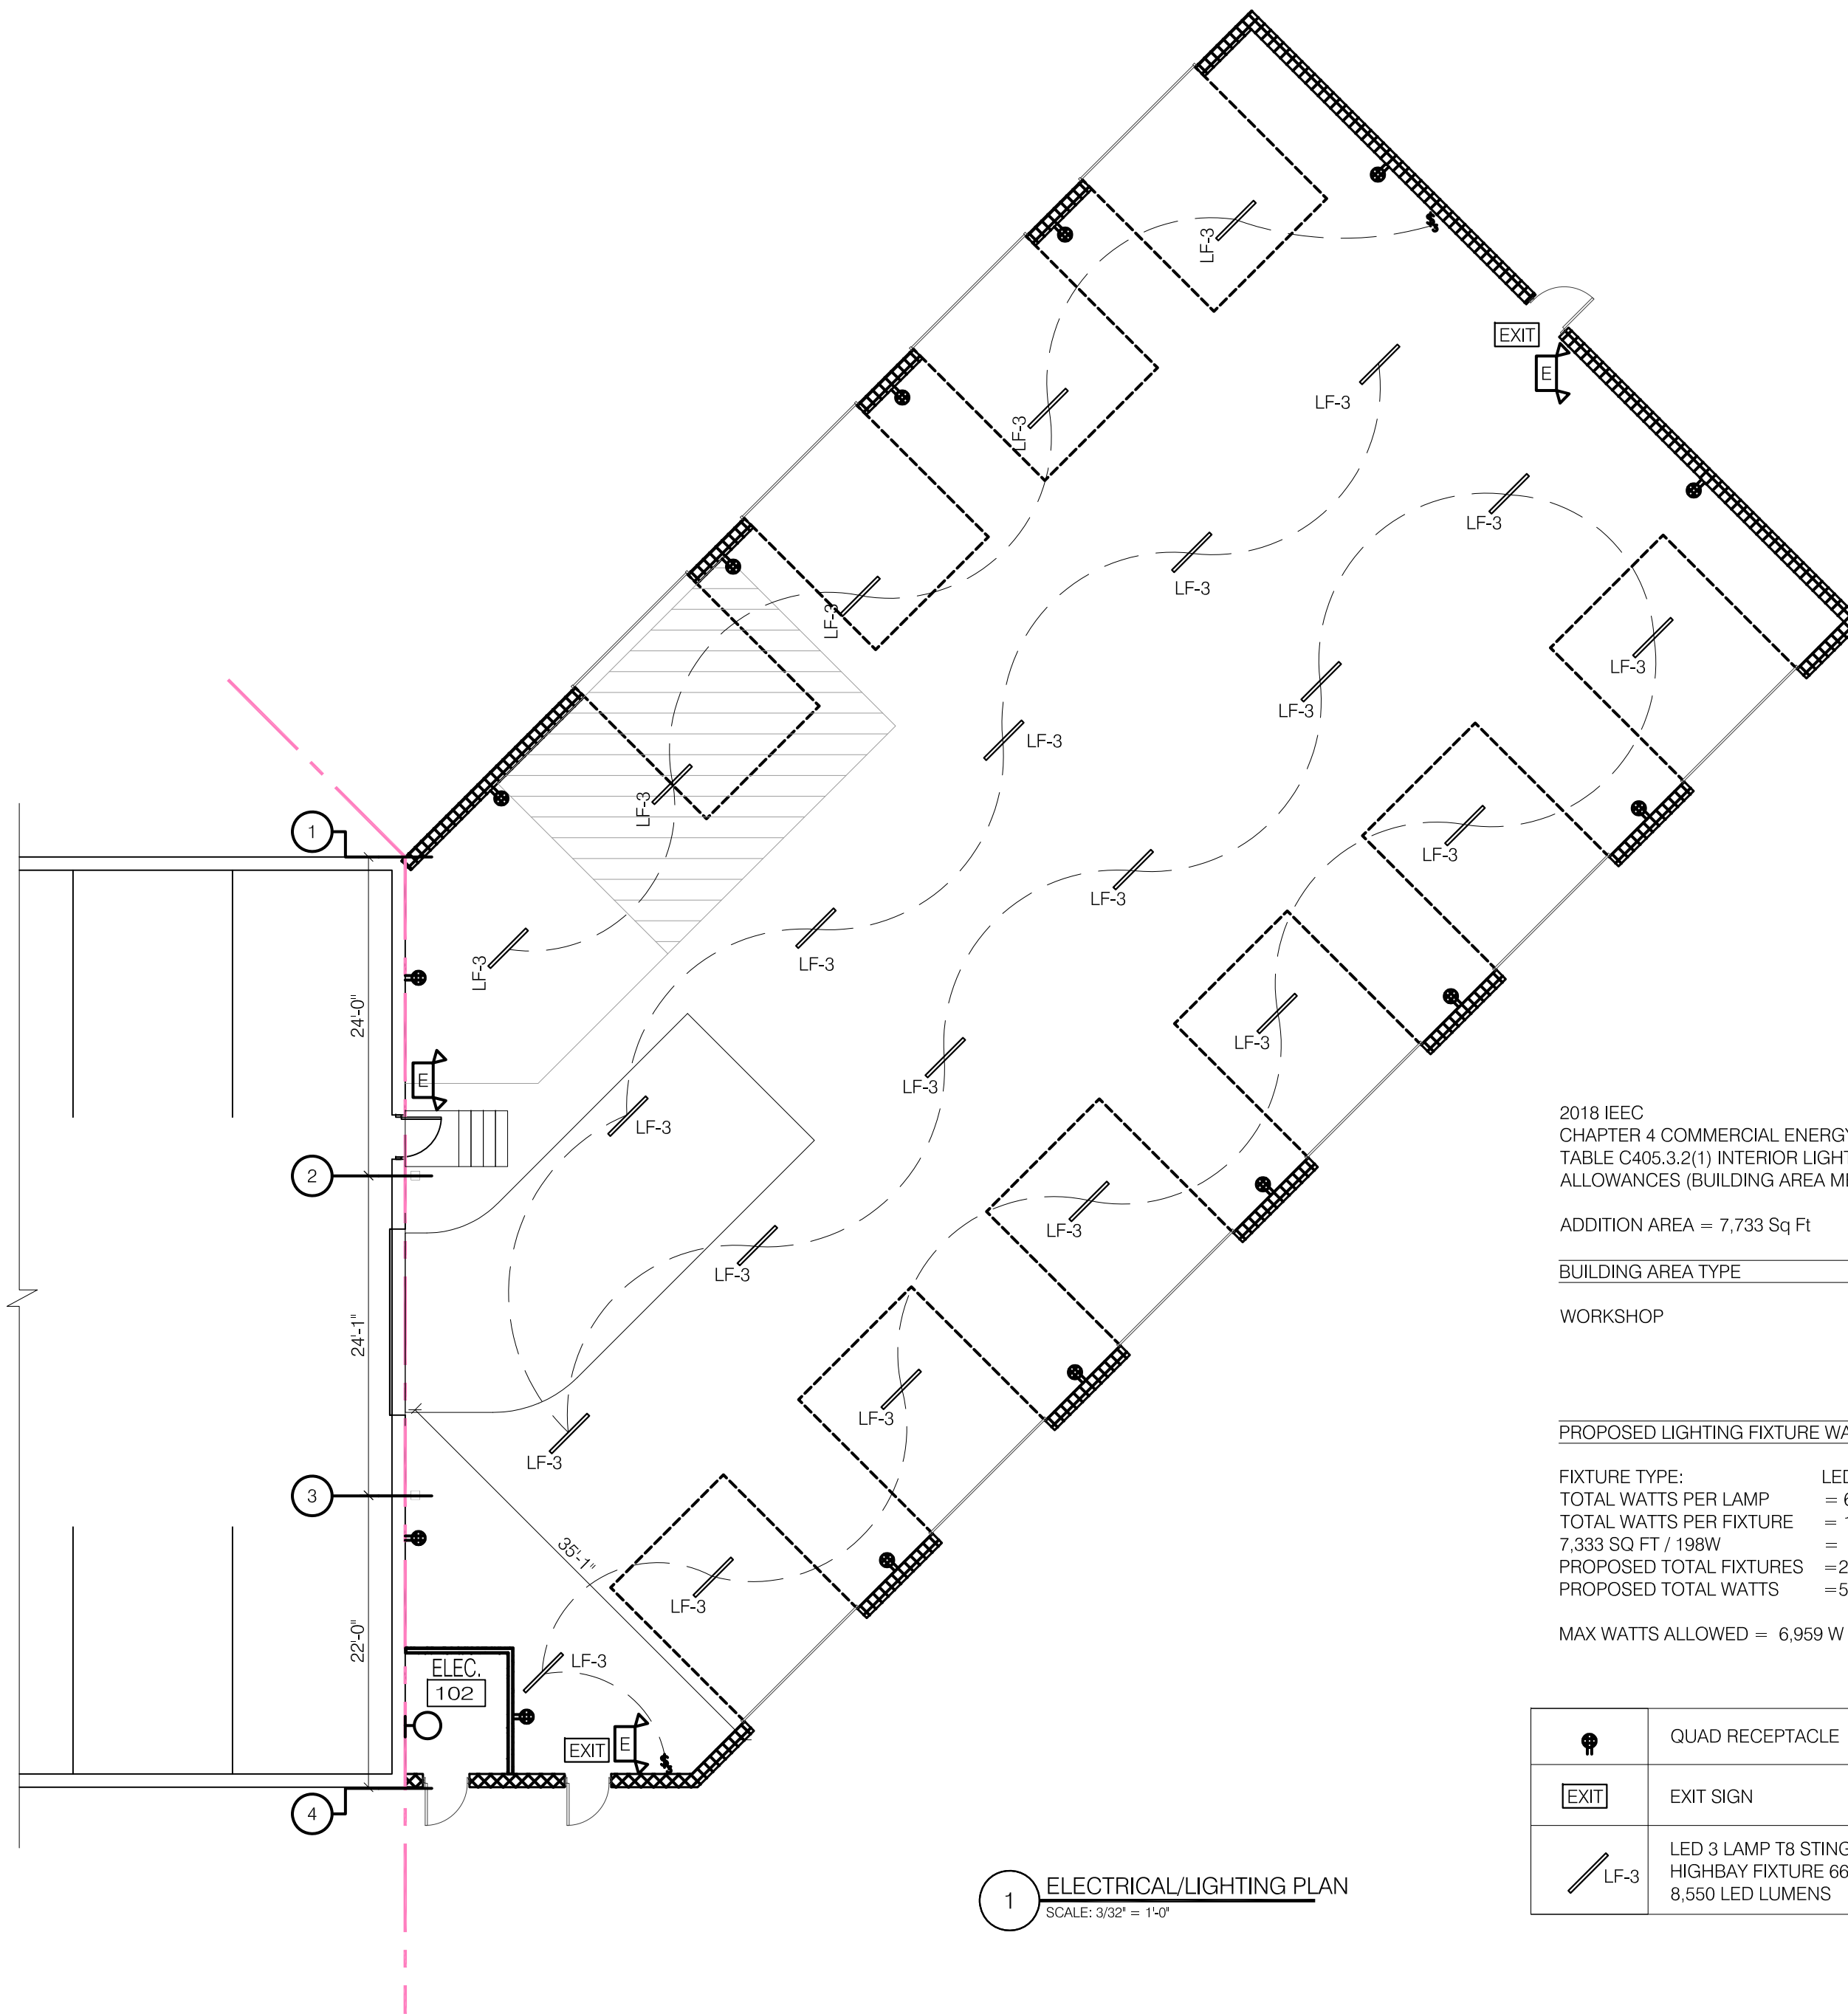 LF-3
$3
EXIT
E
LF-3
LF-3
LF-3
LF-3
LF-3
LF-3
LF-3
LF-3
LF-3
LF-3
LF-3
1
LF-3
LF-3
LF-3
LF-3
24'-0"
LF-3
E
LF-3
LF-3
LF-3
2
LF-3
24'-1"
LF-3
LF-3
3
35'-1"
LF-3
22'-0"
ELEC.
102
LF-3
EXIT
E
$3
4
2018 IEEC
CHAPTER 4 COMMERCIAL
TABLE C405.3.2(1) INTERIOR
ALLOWANCES (BUILDING AREA
ADDITION AREA = 7,733 Sq Ft
BUILDING AREA TYPE
WORKSHOP
PROPOSED LIGHTING FIXTURE
FIXTURE TYPE:
TOTAL WATTS PER LAMP =
TOTAL WATTS PER FIXTURE =
7,333 SQ FT / 198W =
PROPOSED TOTAL FIXTURES =
PROPOSED TOTAL WATTS =
MAX WATTS ALLOWED = 6,959 W
QUAD RECEPTACLE
EXIT
EXIT SIGN
LF-3
LED 3 LAMP T8
HIGHBAY FIXTURE
8,550 LED LUMENS
1
ELECTRICAL/LIGHTING PLAN
SCALE: 3/32" = 1'-0"